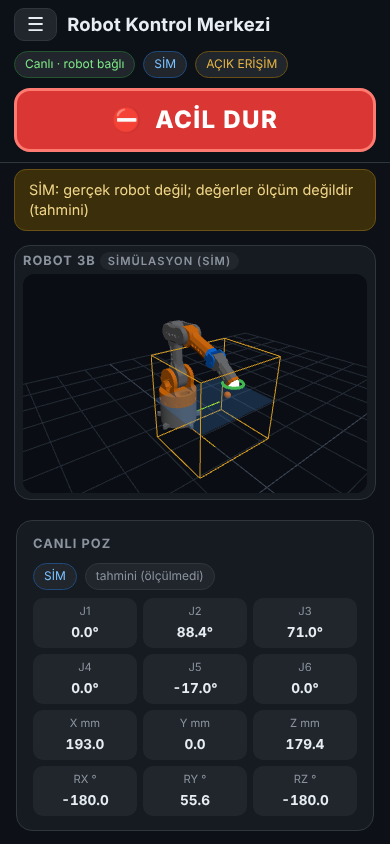 ☰ Robot Kontrol Merkezi
Canlı · robot bağlı SİM AÇIK ERİŞİM
⛔ ACİL DUR
SİM: gerçek robot değil; değerler ölçüm değildir
(tahmini)
ROBOT 3B SİMÜLASYON (SİM)
CANLI POZ
SİM tahmini (ölçülmedi)
J1 J2 J3
0.0° 88.4° 71.0°
J4 J5 J6
0.0° -17.0° 0.0°
X mm Y mm Z mm
193.0 0.0 179.4
RX ° RY ° RZ °
-180.0 55.6 -180.0